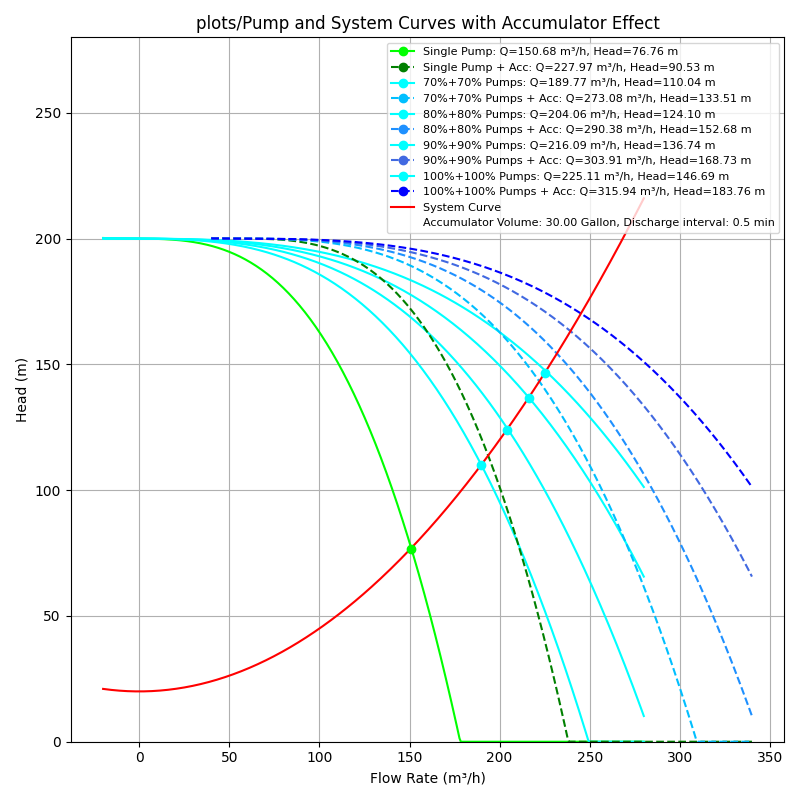 plots/Pump and System Curves with Accumulator Effect
Single Pump: Q=150.68 m³/h, Head=76.76 m
Single Pump + Acc: Q=227.97 m³/h, Head=90.53 m
70%+70% Pumps: Q=189.77 m³/h, Head=110.04 m
70%+70% Pumps + Acc: Q=273.08 m³/h, Head=133.51 m
80%+80% Pumps: Q=204.06 m³/h, Head=124.10 m
80%+80% Pumps + Acc: Q=290.38 m³/h, Head=152.68 m
90%+90% Pumps: Q=216.09 m³/h, Head=136.74 m
90%+90% Pumps + Acc: Q=303.91 m³/h, Head=168.73 m
100%+100% Pumps: Q=225.11 m³/h, Head=146.69 m
100%+100% Pumps + Acc: Q=315.94 m³/h, Head=183.76 m
System Curve
Accumulator Volume: 30.00 Gallon, Discharge interval: 0.5 min
Head (m)
250
200
150
100
50
0
0 50 100 150 200 250 300 350
Flow Rate (m³/h)